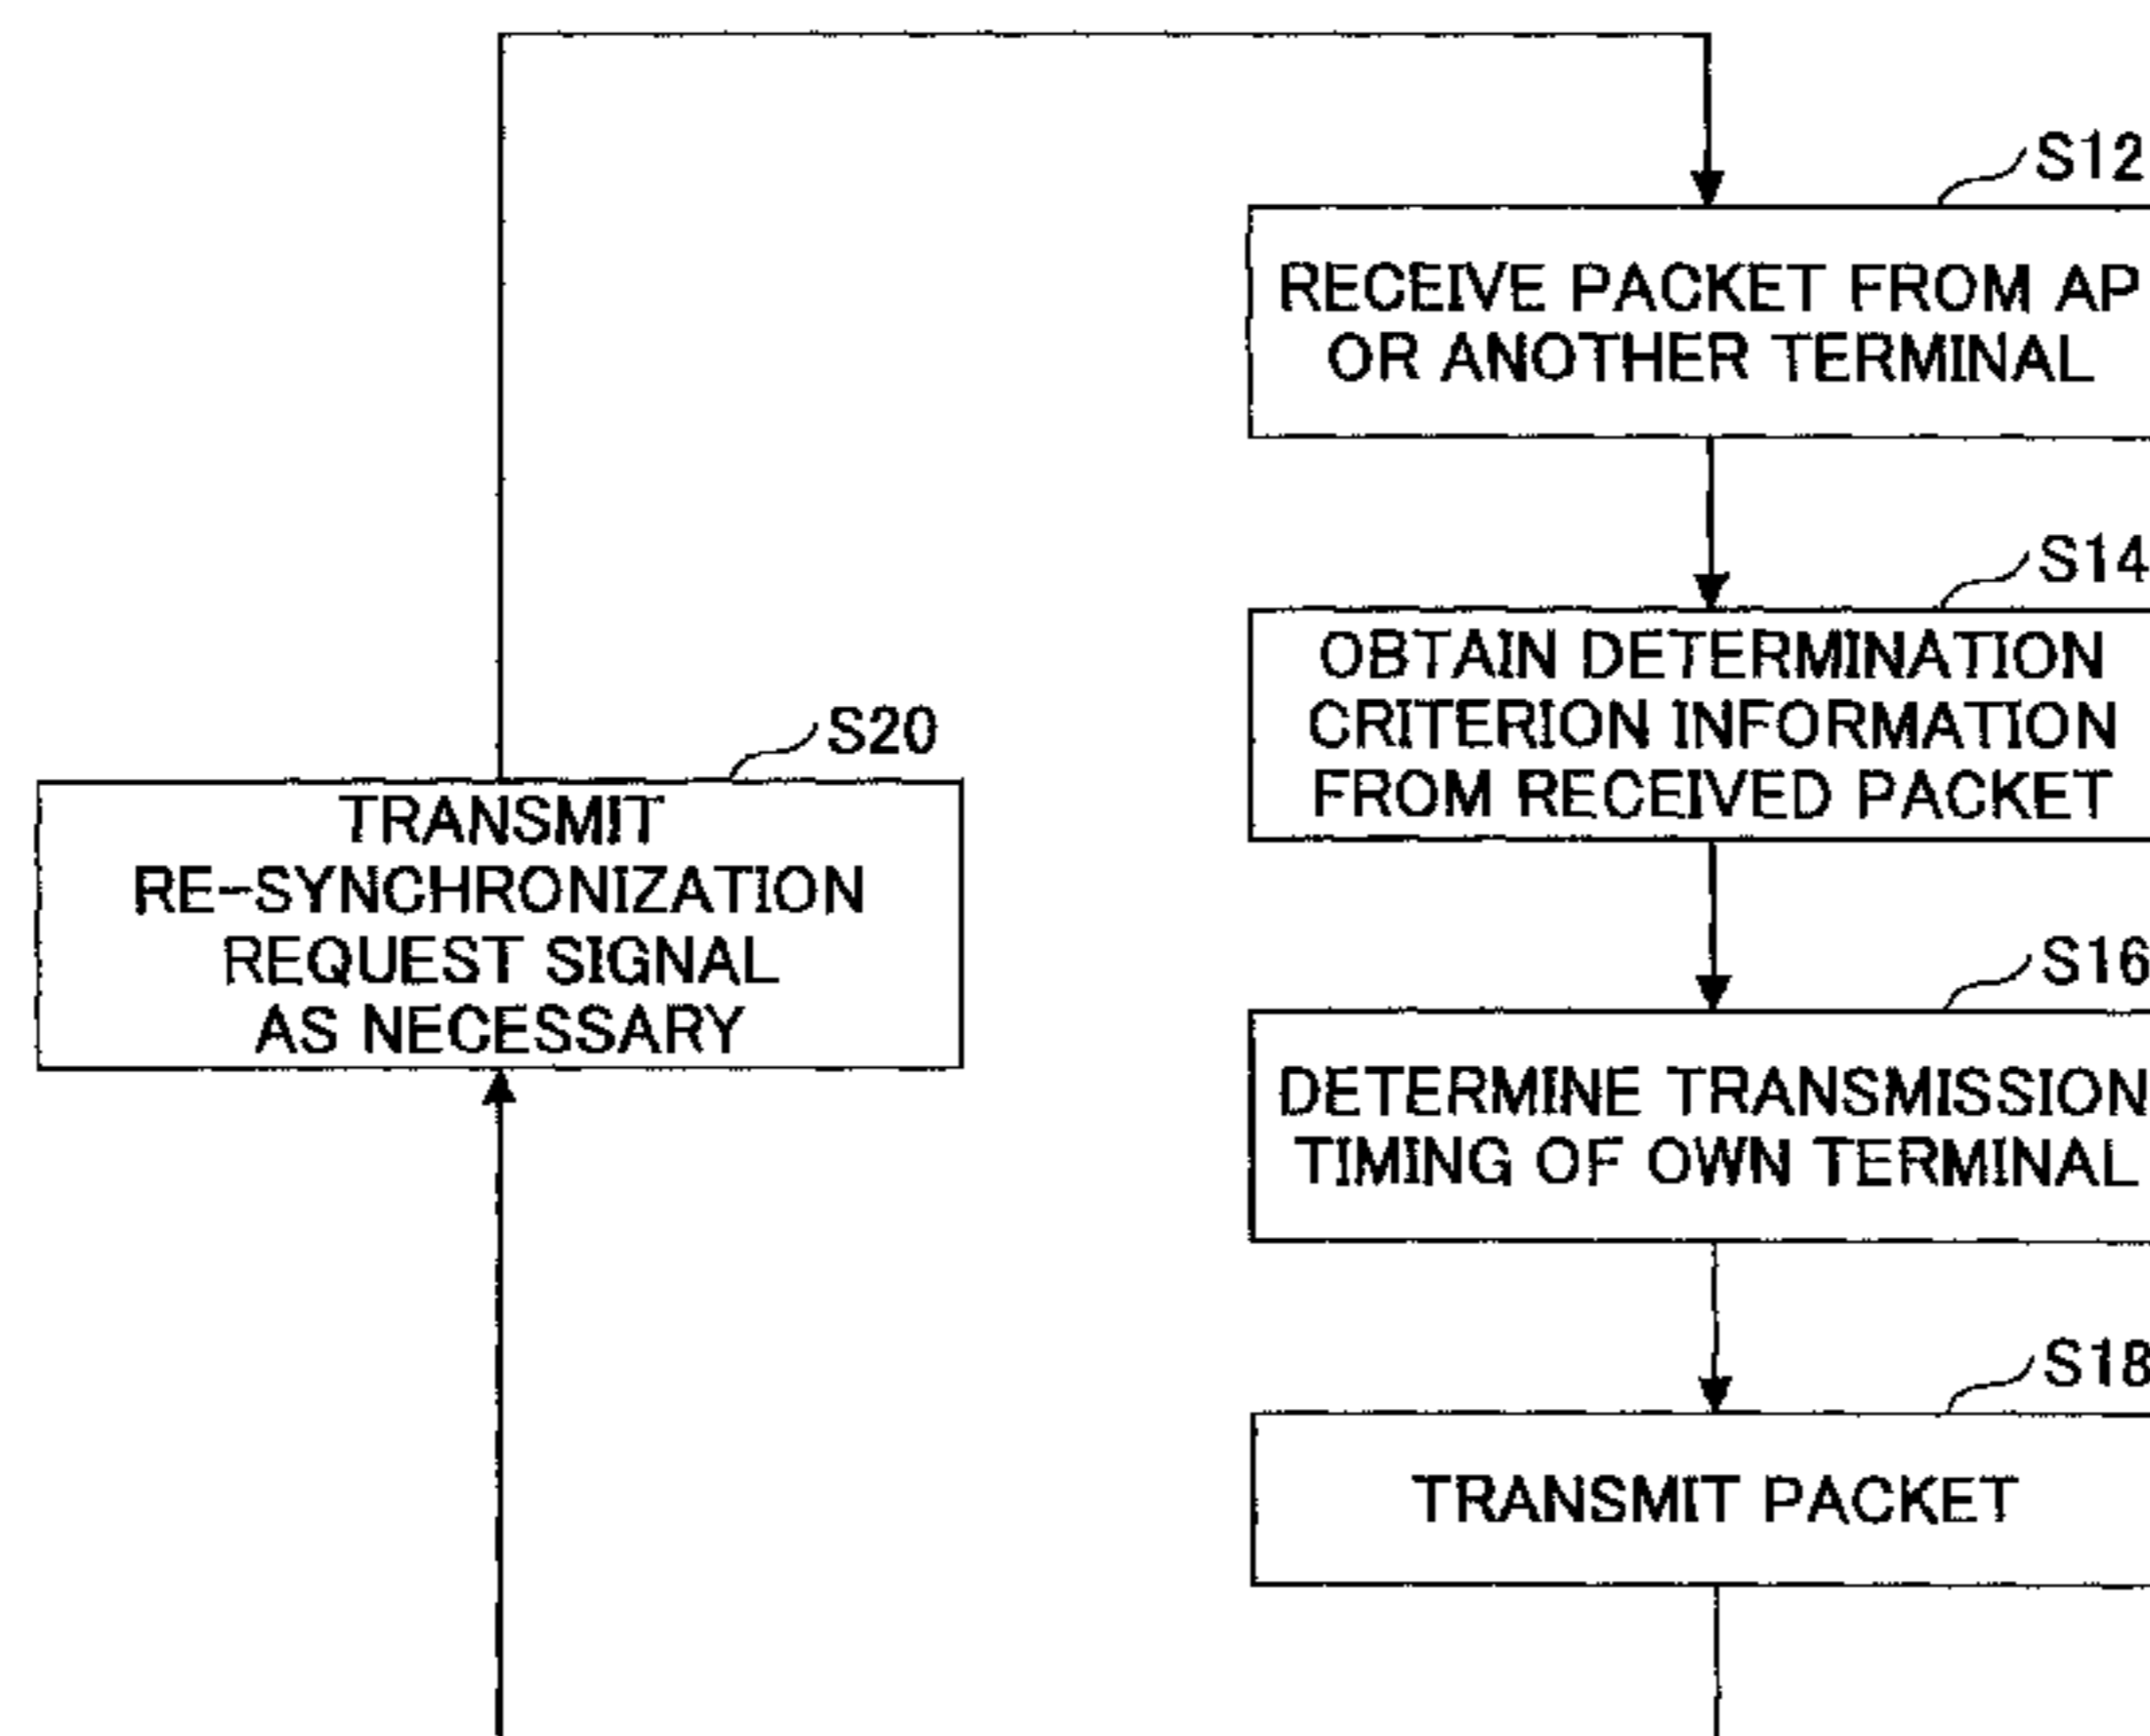 S12
RECEIVE PACKET FROM AP
OR ANOTHER TERMINAL
S14
OBTAIN DETERMINATION
CRITERION INFORMATION
FROM RECEIVED PACKET
S20
TRANSMIT
RE-SYNCHRONIZATION
REQUEST SIGNAL
AS NECESSARY
S16
DETERMINE TRANSMISSION
TIMING OF OWN TERMINAL
S18
TRANSMIT PACKET